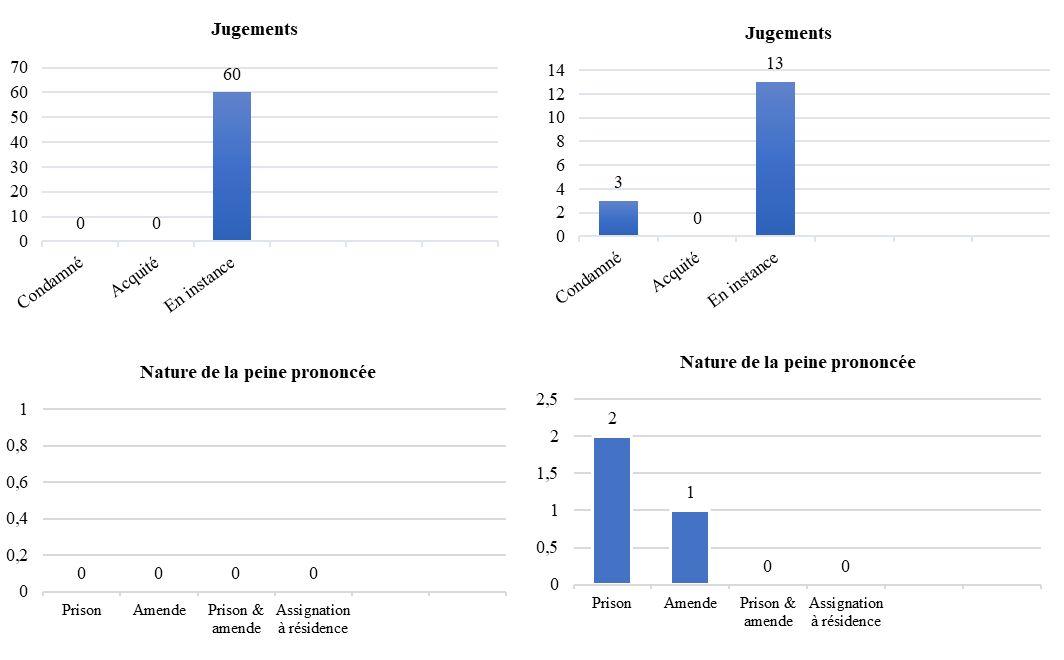 Jugements
70
60
50
40
30
20
10
0
0
0
60
Condamné
Acquité
En instance
Jugements
14
12
10
8
6
4
2
0
3
0
13
Condamné
Acquité
En instance
Nature de la peine prononcée
1
0,8
0,6
0,4
0,2
0
0
0
0
0
Prison
Amende
Prison &
amende
Assignation
à résidence
Nature de la peine prononcée
2,5
2
1,5
1
0,5
0
2
1
0
0
Prison
Amende
Prison &
amende
Assignation
à résidence